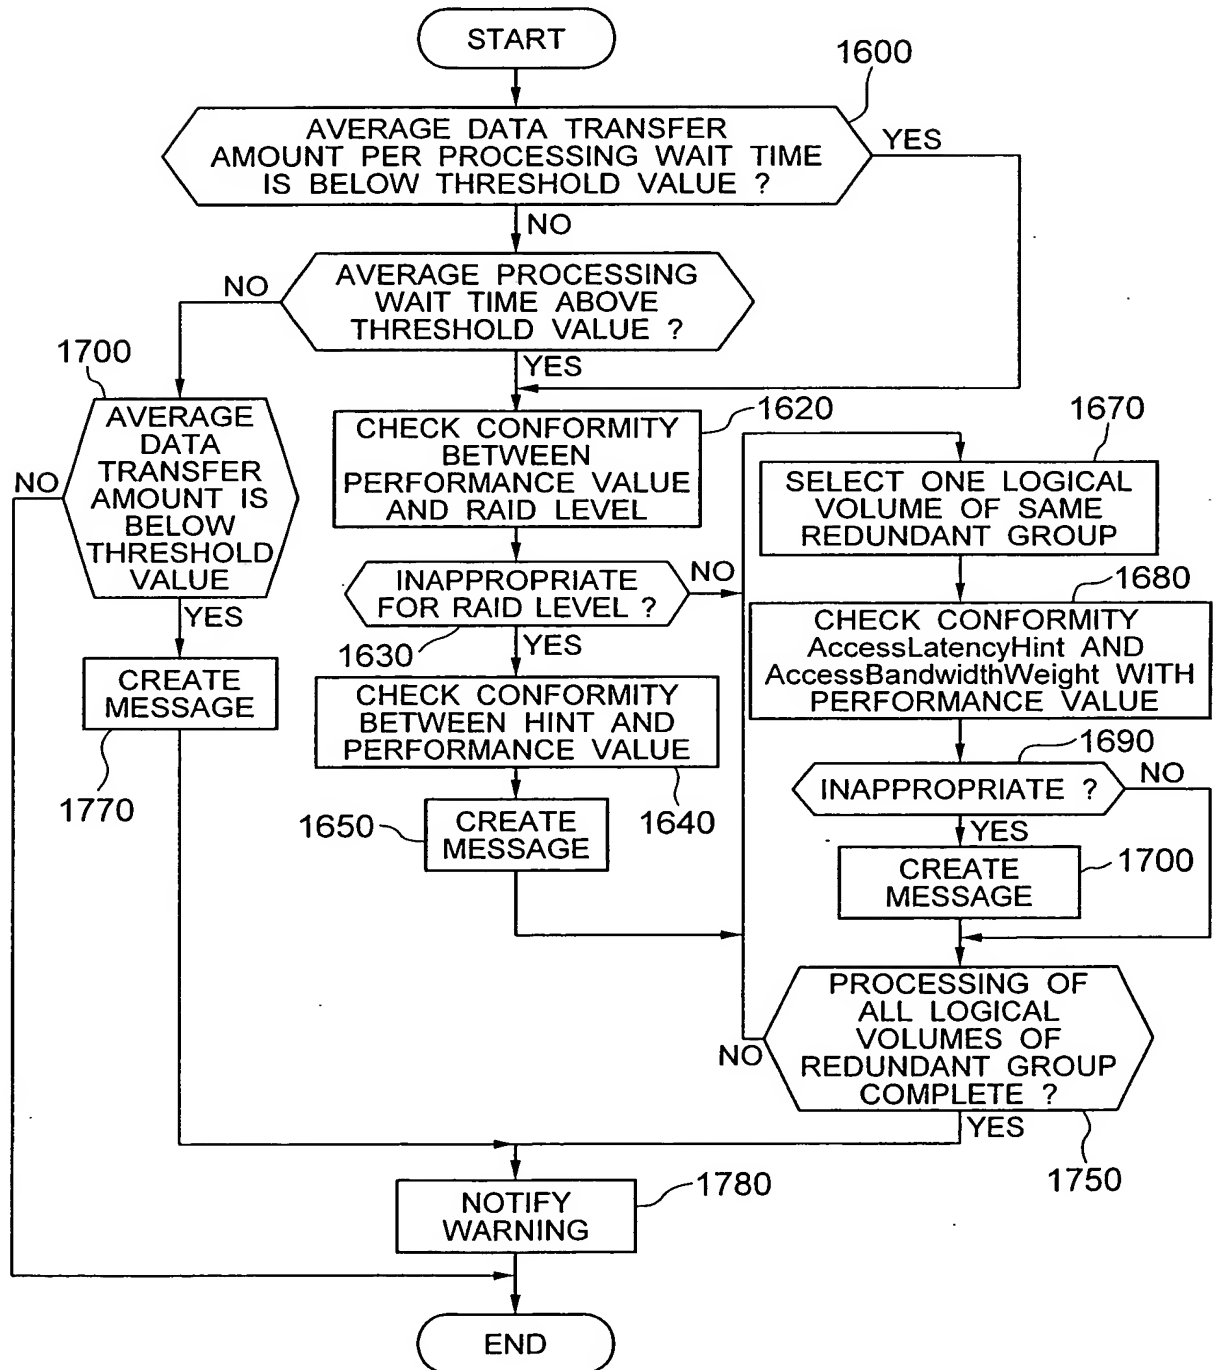 START
1600
AVERAGE DATA TRANSFER
AMOUNT PER PROCESSING WAIT TIME
IS BELOW THRESHOLD VALUE ?
YES
NO
AVERAGE PROCESSING
WAIT TIME ABOVE
THRESHOLD VALUE ?
NO
YES
1700
AVERAGE
DATA
TRANSFER
AMOUNT IS
BELOW
THRESHOLD
VALUE
NO
YES
CREATE
MESSAGE
1770
1620
CHECK CONFORMITY
BETWEEN
PERFORMANCE VALUE
AND RAID LEVEL
INAPPROPRIATE
FOR RAID LEVEL ?
NO
1630
YES
CHECK CONFORMITY
BETWEEN HINT AND
PERFORMANCE VALUE
1640
1650
CREATE
MESSAGE
1670
SELECT ONE LOGICAL
VOLUME OF SAME
REDUNDANT GROUP
1680
CHECK CONFORMITY
AccessLatencyHint AND
AccessBandwidthWeight WITH
PERFORMANCE VALUE
1690
INAPPROPRIATE ?
NO
YES
CREATE
MESSAGE
1700
PROCESSING OF
ALL LOGICAL
VOLUMES OF
REDUNDANT GROUP
COMPLETE ?
NO
YES
1750
NOTIFY
WARNING
1780
END